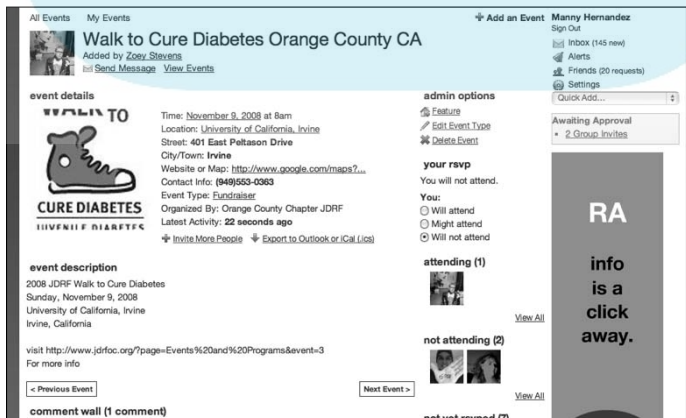 All Events My Events
Add an Event
Manny Hernandez
Sign Out
Inbox (145 new)
Alerts
Friends (20 requests)
Settings
Quick Add...
Awaiting Approval
2 Group Invites
Walk to Cure Diabetes Orange County CA
Added by Zoey Stevens
Send Message View Events
event details
WALK TO
CURE DIABETES
JUVENILE DIABETES
Time: November 9, 2008 at 8am
Location: University of California, Irvine
Street: 401 East Peltason Drive
City/Town: Irvine
Website or Map: http://www.google.com/maps?...
Contact Info: (949)553-0363
Event Type: Fundraiser
Organized By: Orange County Chapter JDRF
Latest Activity: 22 seconds ago
Invite More People Export to Outlook or iCal (.ics)
event description
2008 JDRF Walk to Cure Diabetes
Sunday, November 9, 2008
University of California, Irvine
Irvine, California
visit http://www.jdrfoc.org/?page=Events%20and%20Programs&event=3
For more info
< Previous Event
Next Event >
comment wall (1 comment)
admin options
Feature
Edit Event Type
Delete Event
your rsvp
You will not attend.
You:
Will attend
Might attend
Will not attend
attending (1)
View All
not attending (2)
View All
not yet rsvped (7)
RA
info
is a
click
away.